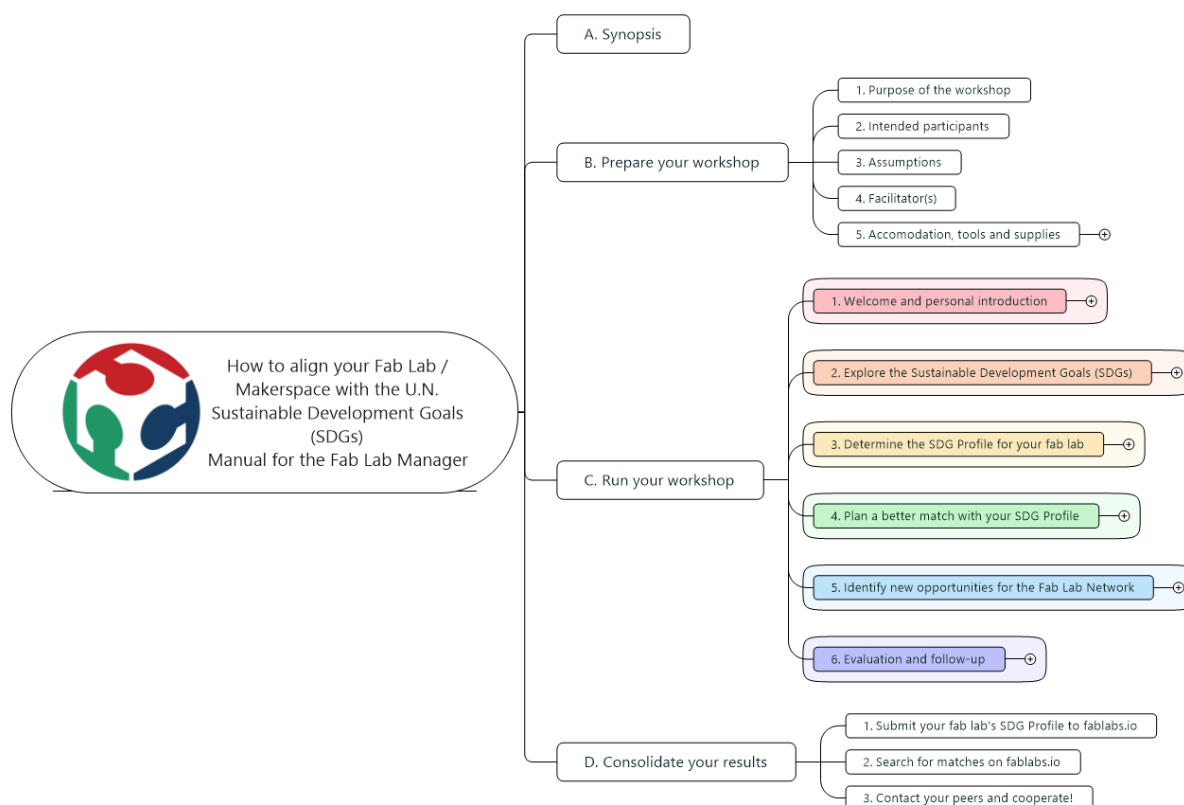 How to align your Fab Lab /
Makerspace with the U.N.
Sustainable Development Goals
(SDGs)
Manual for the Fab Lab Manager
A. Synopsis
B. Prepare your workshop
1. Purpose of the workshop
2. Intended participants
3. Assumptions
4. Facilitator(s)
5. Accomodation, tools and supplies
C. Run your workshop
1. Welcome and personal introduction
2. Explore the Sustainable Development Goals (SDGs)
3. Determine the SDG Profile for your fab lab
4. Plan a better match with your SDG Profile
5. Identify new opportunities for the Fab Lab Network
6. Evaluation and follow-up
D. Consolidate your results
1. Submit your fab lab's SDG Profile to fablabs.io
2. Search for matches on fablabs.io
3. Contact your peers and cooperate!